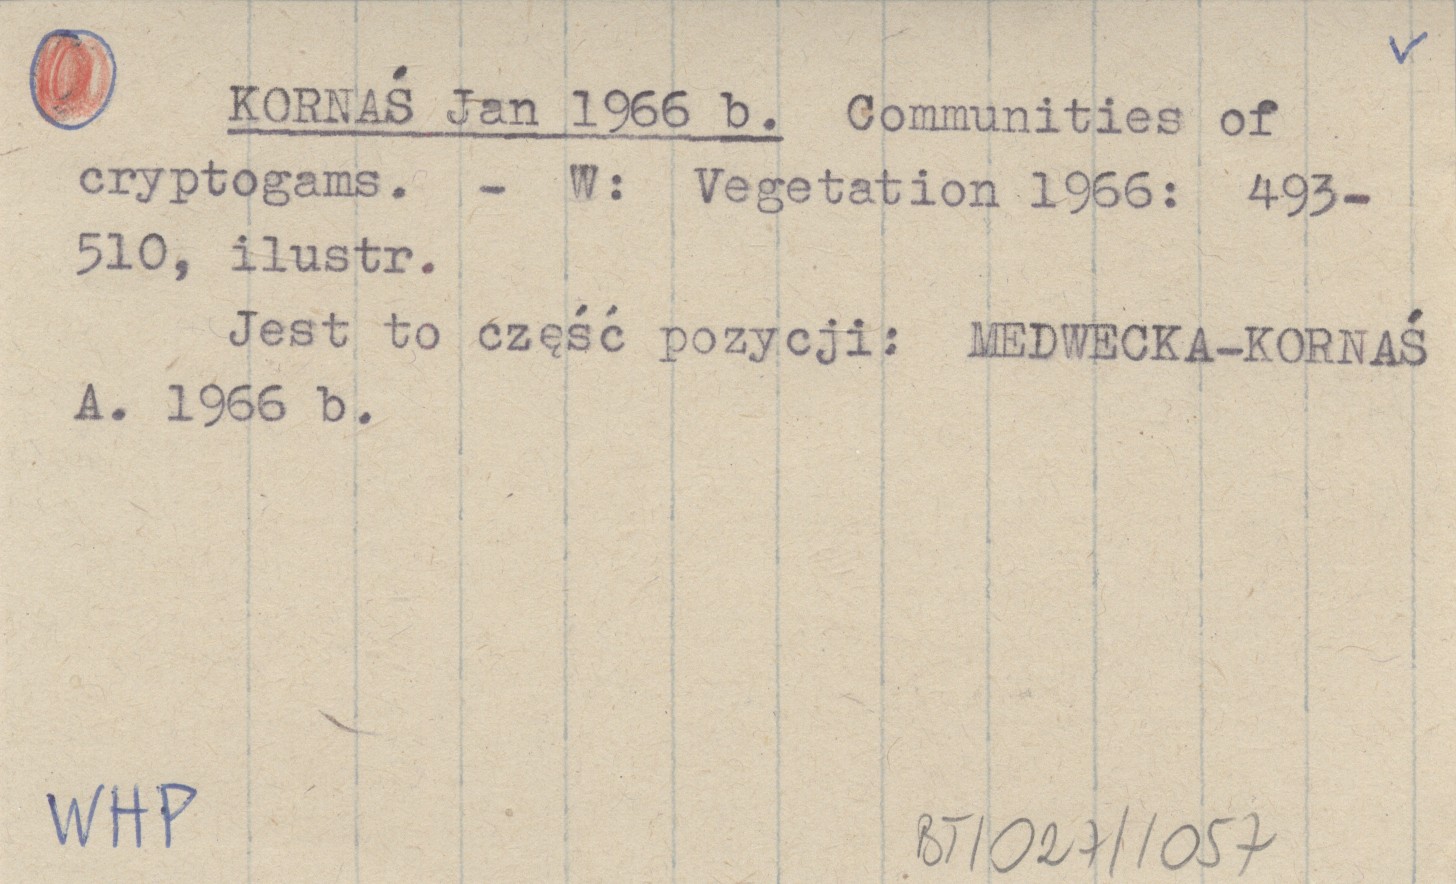 KORNAŚ Jan 1966 b. Communities of
cryptogams. - W: Vegetation 1966: 493-
510, ilustr.
Jest to część pozycji: MEDWECKA-KORNAŚ
A. 1966 b.
WHP
BT/027/1057